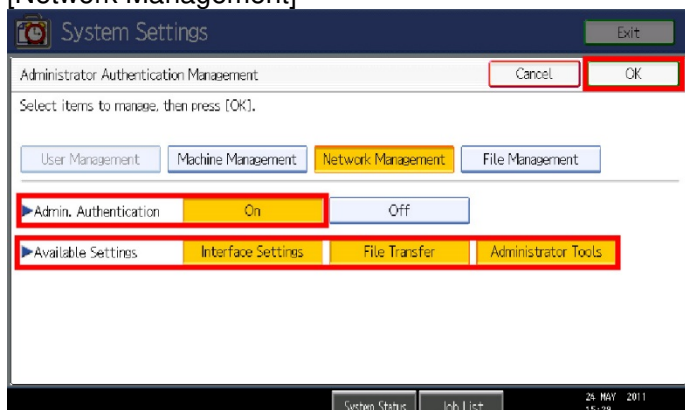 [Network Management]
System Settings
Exit
Administrator Authentication Management
Cancel
OK
Select items to manage, then press [OK].
User Management
Machine Management
Network Management
File Management
▶Admin. Authentication
On
Off
▶Available Settings
Interface Settings
File Transfer
Administrator Tools
System Status
Job List
24 MAY 2011
15:29